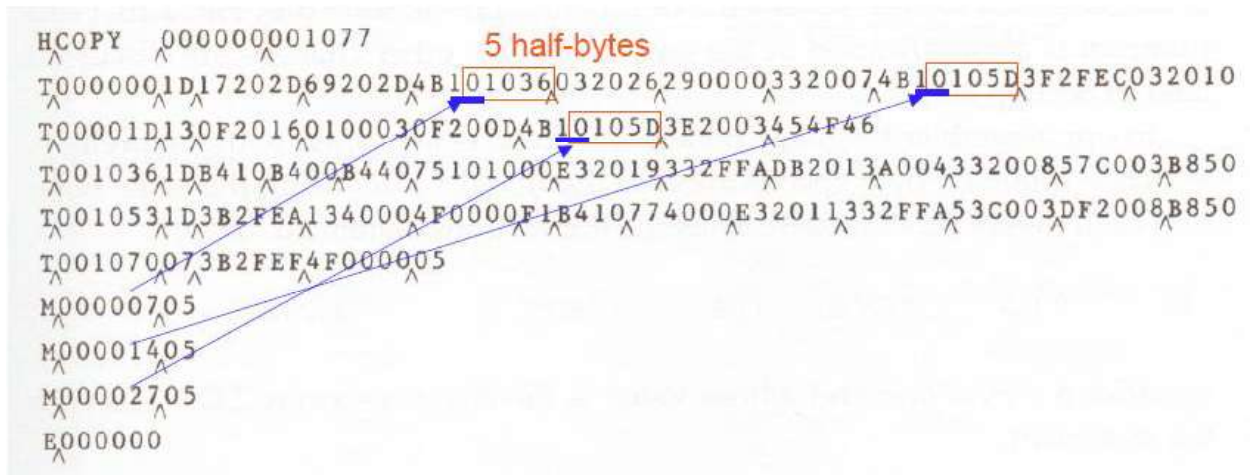 HCOPY 000000001077 5 half-bytes
T0000001D17202D69202D4B1010360320262900003320074B10105D3F2FEC032010
T00001D130F20160100030F200D4B10105D3E2003454F46
T0010361DB410B400B44075101000E32019332FFADB2013A00433200857C003B850
T0010531D3B2FEA1340004F0000F1B410774000E32011332FFA53C003DF2008B850
T001070073B2FEF4F000005
M00000705
M00001405
M00002705
E000000